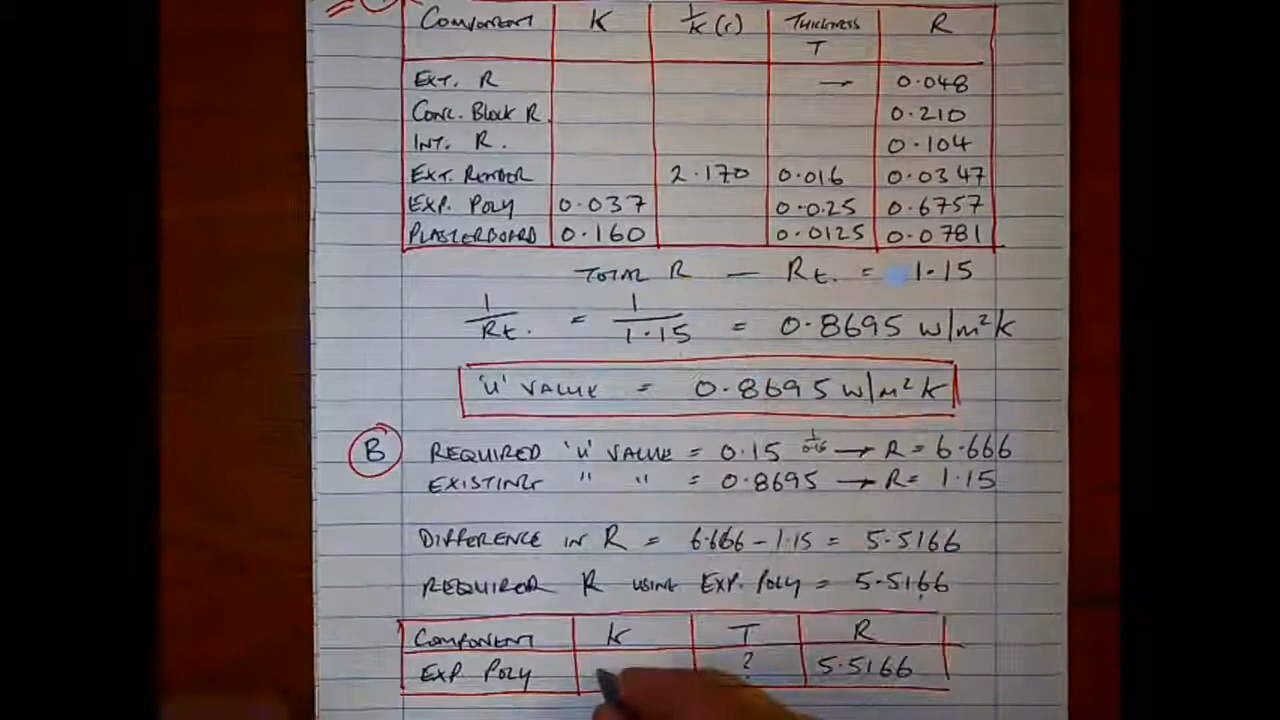 COMPONENT K 1/K (r) THICKNESS T R
EXT. R → 0.048
CONC. BLOCK R. 0.210
INT. R. 0.104
EXT. RENDER 2.170 0.016 0.0347
EXP. POLY 0.037 0.025 0.6757
PLASTERBOARD 0.160 0.0125 0.0781
TOTAL R — Rt. = 1.15
1/Rt. = 1/1.15 = 0.8695 W/m²K
'U' VALUE = 0.8695 W/m²K
B REQUIRED 'U' VALUE = 0.15 1/0.15 → R = 6.666
EXISTING " " = 0.8695 → R = 1.15
DIFFERENCE IN R = 6.666 - 1.15 = 5.5166
REQUIRED R USING EXP. POLY = 5.5166
COMPONENT K T R
EXP. POLY ? 5.5166